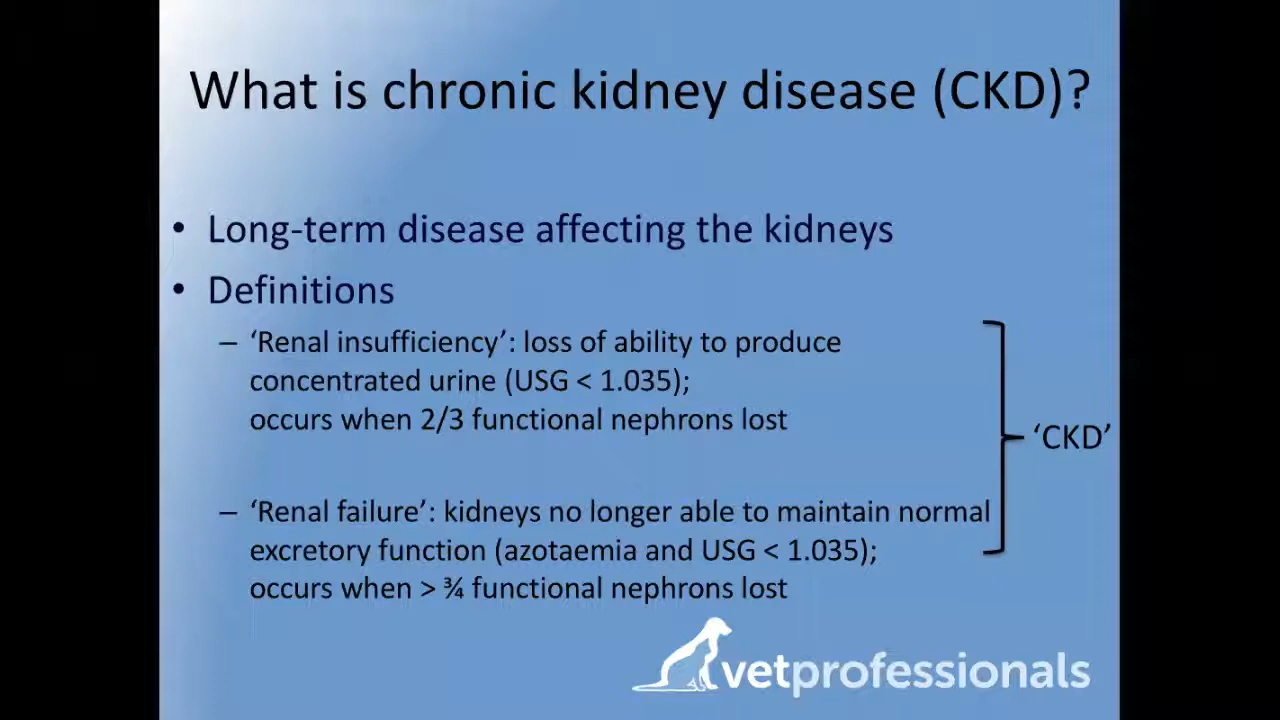 What is chronic kidney disease (CKD)?
• Long-term disease affecting the kidneys
• Definitions
– ‘Renal insufficiency’: loss of ability to produce
concentrated urine (USG < 1.035);
occurs when 2/3 functional nephrons lost
‘CKD’
– ‘Renal failure’: kidneys no longer able to maintain normal
excretory function (azotaemia and USG < 1.035);
occurs when > ¾ functional nephrons lost
vetprofessionals